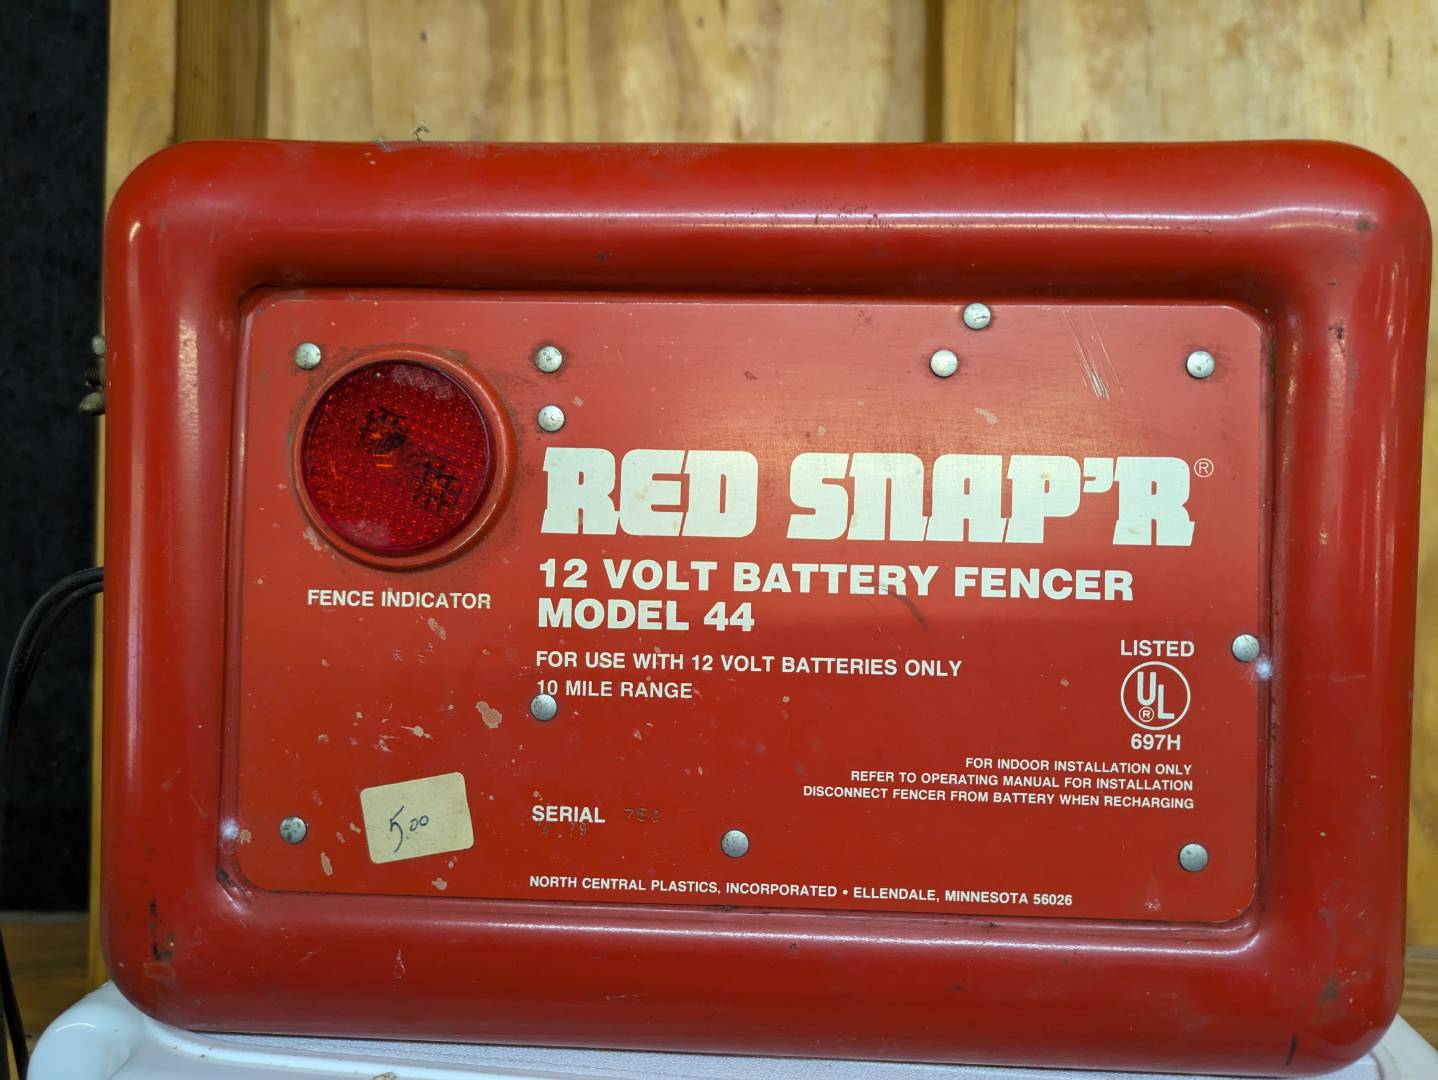 RED SNAP'R®
12 VOLT BATTERY FENCER
MODEL 44
FENCE INDICATOR
FOR USE WITH 12 VOLT BATTERIES ONLY
10 MILE RANGE
LISTED
UL®
697H
FOR INDOOR INSTALLATION ONLY
REFER TO OPERATING MANUAL FOR INSTALLATION
DISCONNECT FENCER FROM BATTERY WHEN RECHARGING
5.00
SERIAL
NORTH CENTRAL PLASTICS, INCORPORATED • ELLENDALE, MINNESOTA 56026